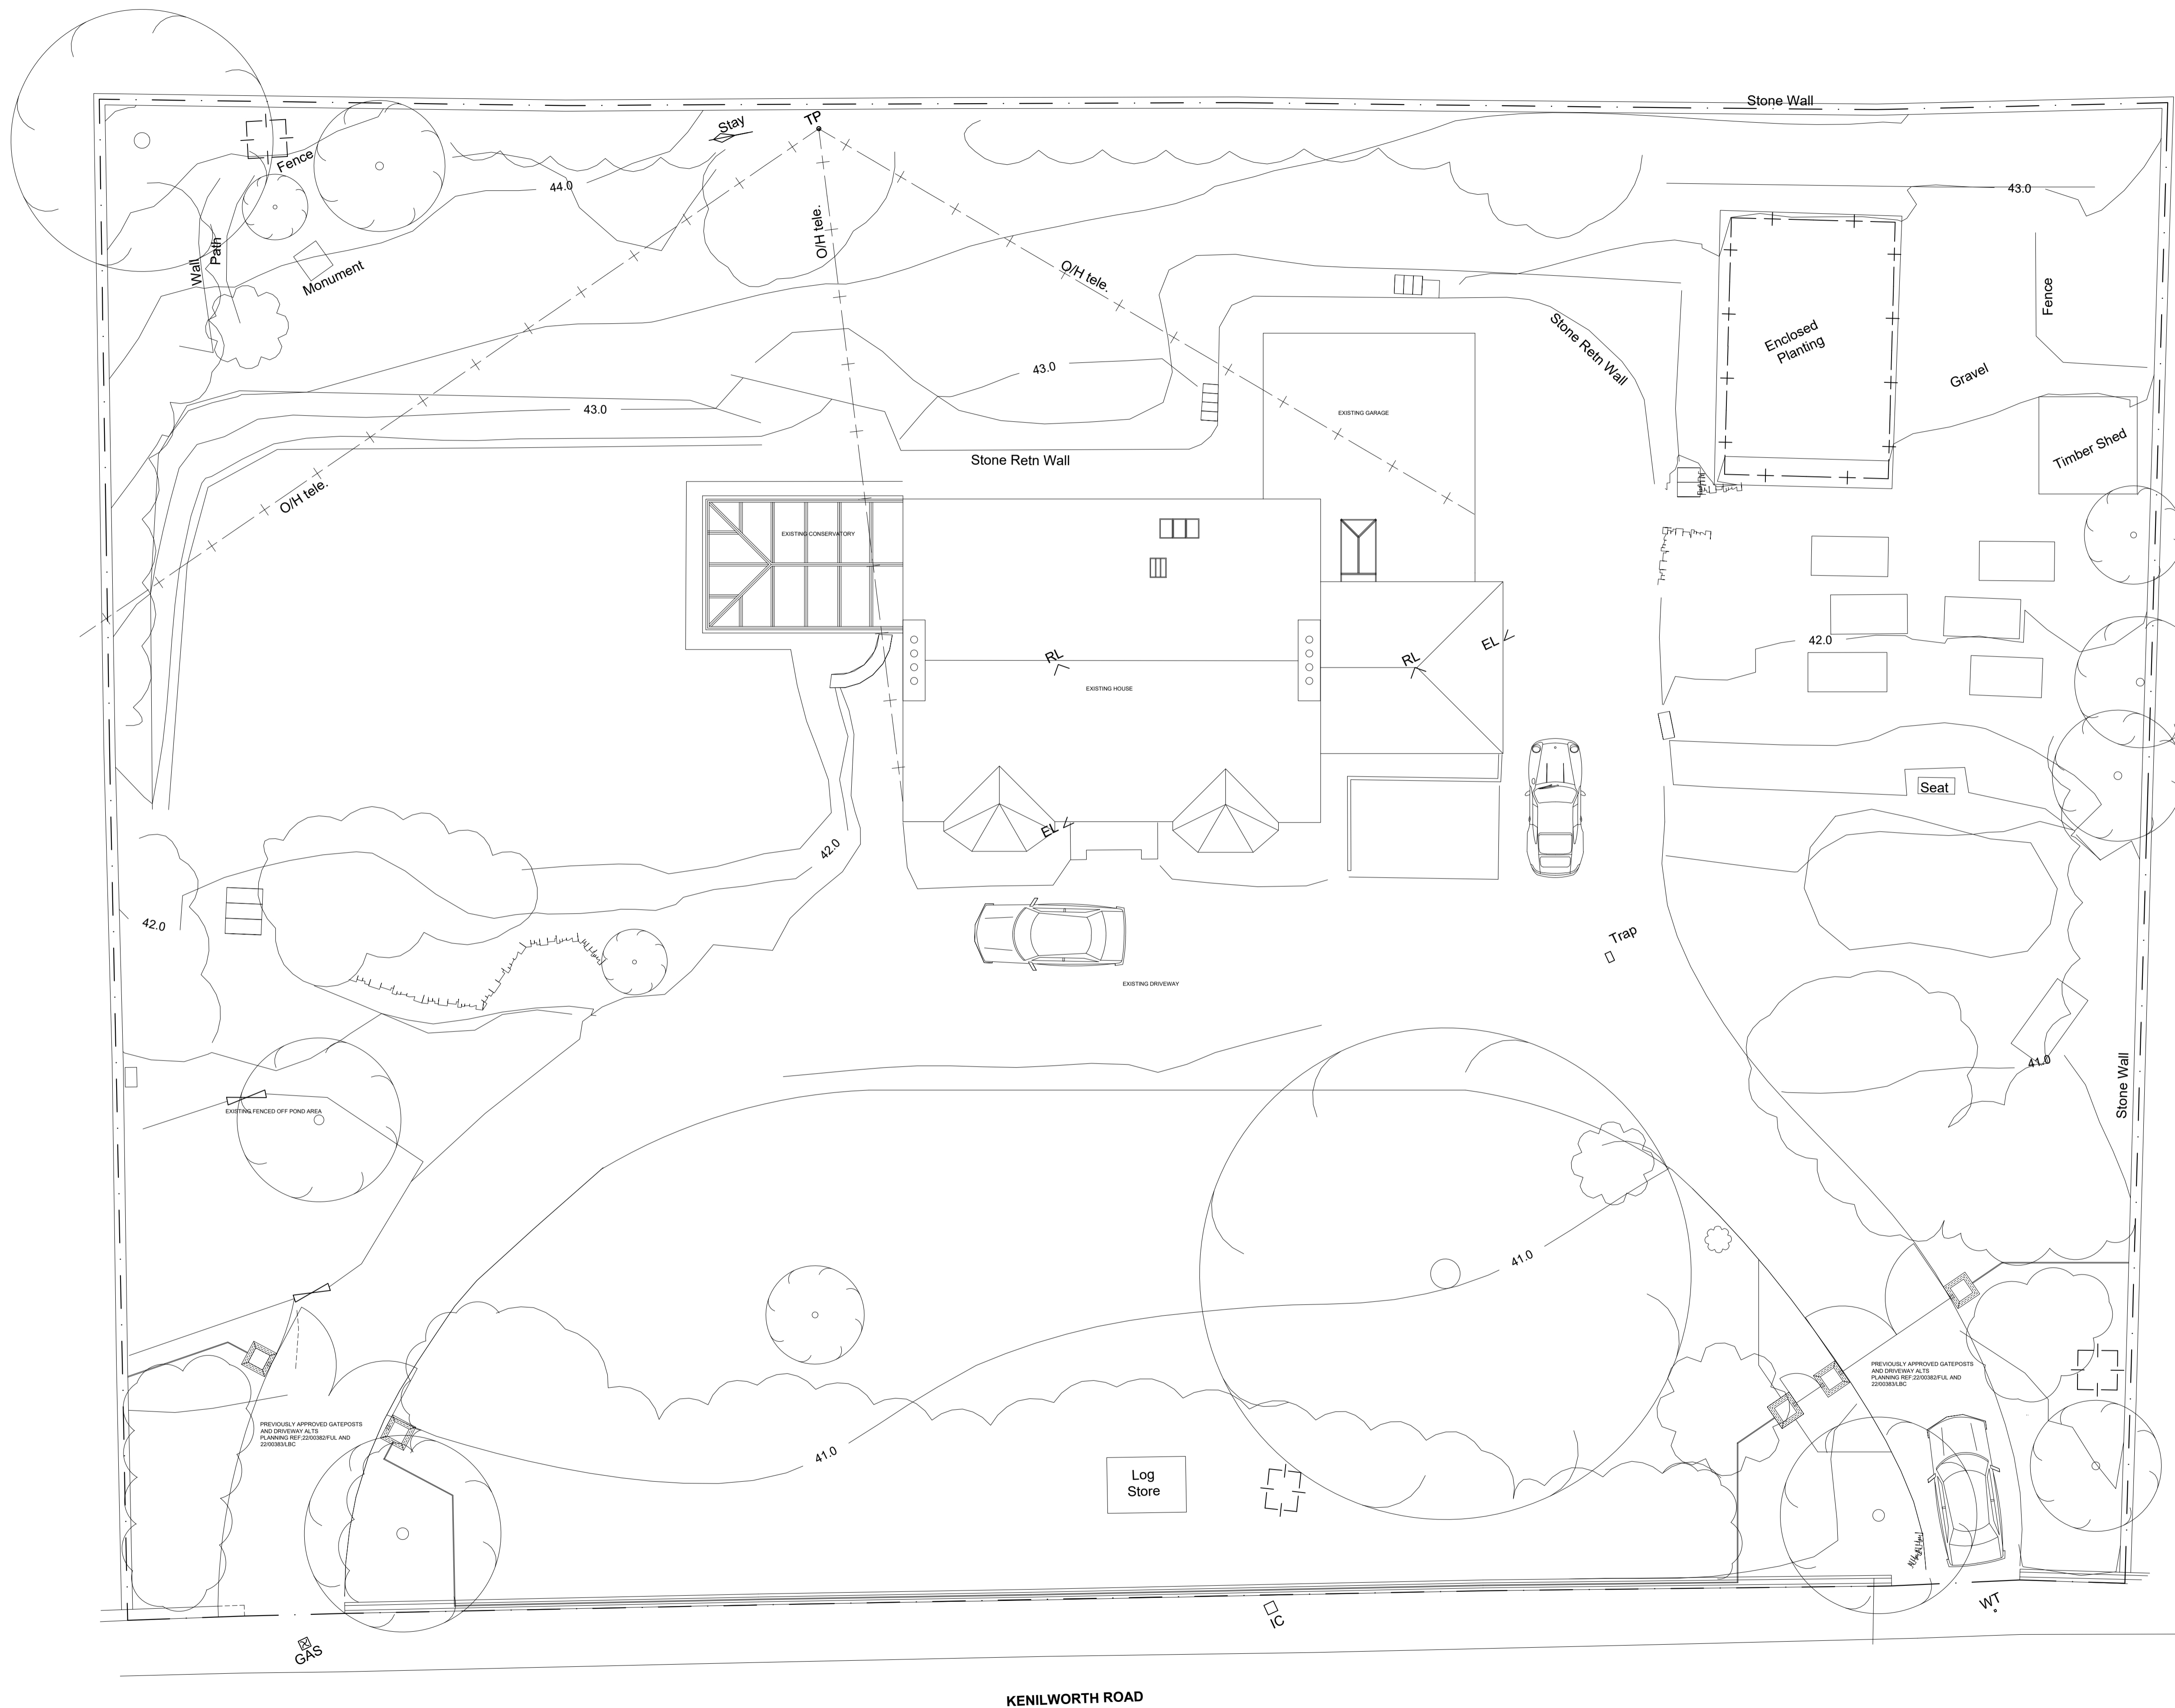 Stone Wall
TP
Stay
Fence
44.0
43.0
O/H tele.
Path
Wall
Monument
O/H tele.
Fence
Stone Retn Wall
Enclosed
Planting
Gravel
43.0
43.0
EXISTING GARAGE
Timber Shed
Stone Retn Wall
O/H tele.
EXISTING CONSERVATORY
42.0
EL
RL
RL
EXISTING HOUSE
Seat
EL
42.0
42.0
Trap
EXISTING DRIVEWAY
41.0
Stone Wall
EXISTING FENCED OFF POND AREA
41.0
PREVIOUSLY APPROVED GATEPOSTS
AND DRIVEWAY ALTS
PLANNING REF;22/00382/FUL AND
22/00383/LBC
PREVIOUSLY APPROVED GATEPOSTS
AND DRIVEWAY ALTS
PLANNING REF;22/00382/FUL AND
22/00383/LBC
41.0
Log
Store
WT
IC
GAS
KENILWORTH ROAD